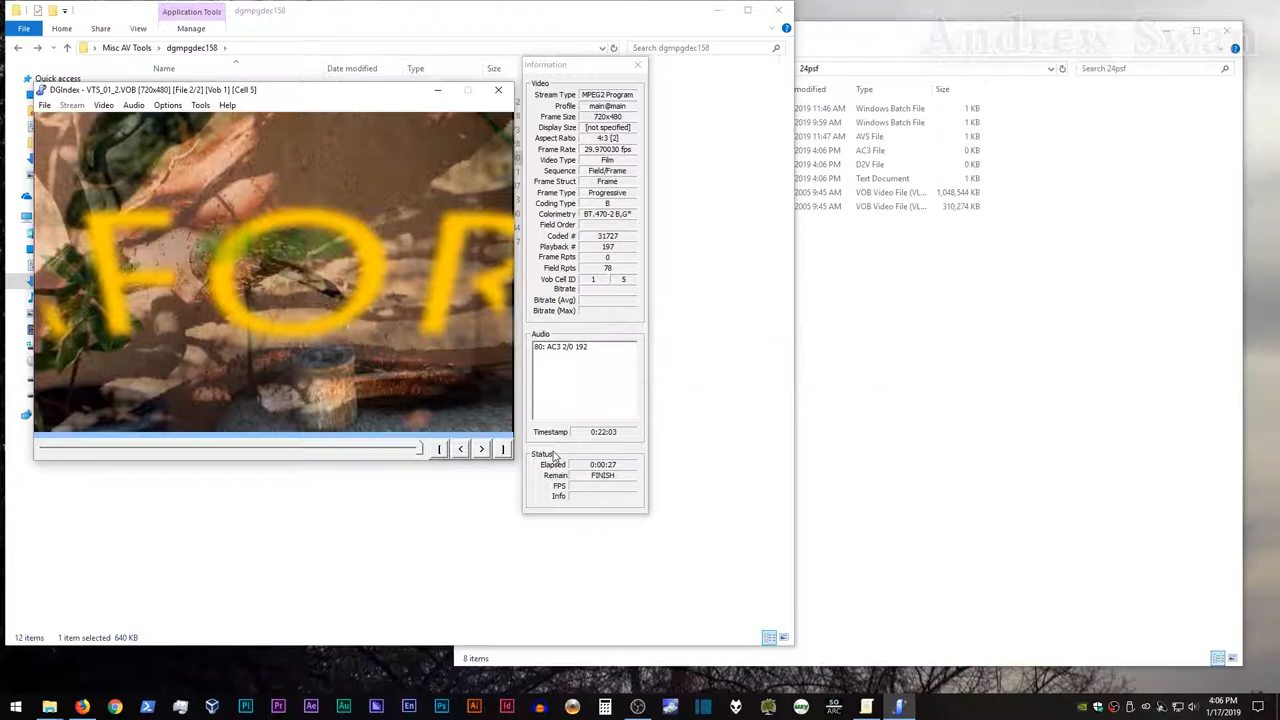 Application Tools
dgmpgdec158
File
Home
Share
View
Manage
Misc AV Tools
dgmpgdec158
Search dgmpgdec158
Quick access
Name
Date modified
Type
Size
DGIndex - VTS_01_2.VOB [720x480] [File 2/2] [Vob 1] [Cell 5]
File Stream Video Audio Options Tools Help
FOR
12 items 1 item selected 640 KB
Information
Video
Stream Type MPEG2 Program
Profile main@main
Frame Size 720x480
Display Size [not specified]
Aspect Ratio 4:3 [2]
Frame Rate 29.970030 fps
Video Type Film
Sequence Field/Frame
Frame Struct Frame
Frame Type Progressive
Coding Type B
Colorimetry BT.470-2 B,G*
Field Order
Coded # 31727
Playback # 197
Frame Rpts 0
Field Rpts 78
Vob Cell ID 1 5
Bitrate
Bitrate (Avg)
Bitrate (Max)
Audio
80: AC3 2/0 192
Timestamp 0:22:03
Status
Elapsed 0:00:27
Remain FINISH
FPS
Info
Andrew Swan
24psf
Search 24psf
modified Type Size
2019 11:46 AM Windows Batch File 1 KB
2019 9:59 AM Windows Batch File 1 KB
2019 11:47 AM AVS File 1 KB
2019 4:06 PM AC3 File 0 KB
2019 4:06 PM D2V File 0 KB
2019 4:06 PM Text Document 1 KB
2005 9:45 AM VOB Video File (VL... 1,048,544 KB
2005 9:45 AM VOB Video File (VL... 310,274 KB
8 items
4:06 PM
1/17/2019